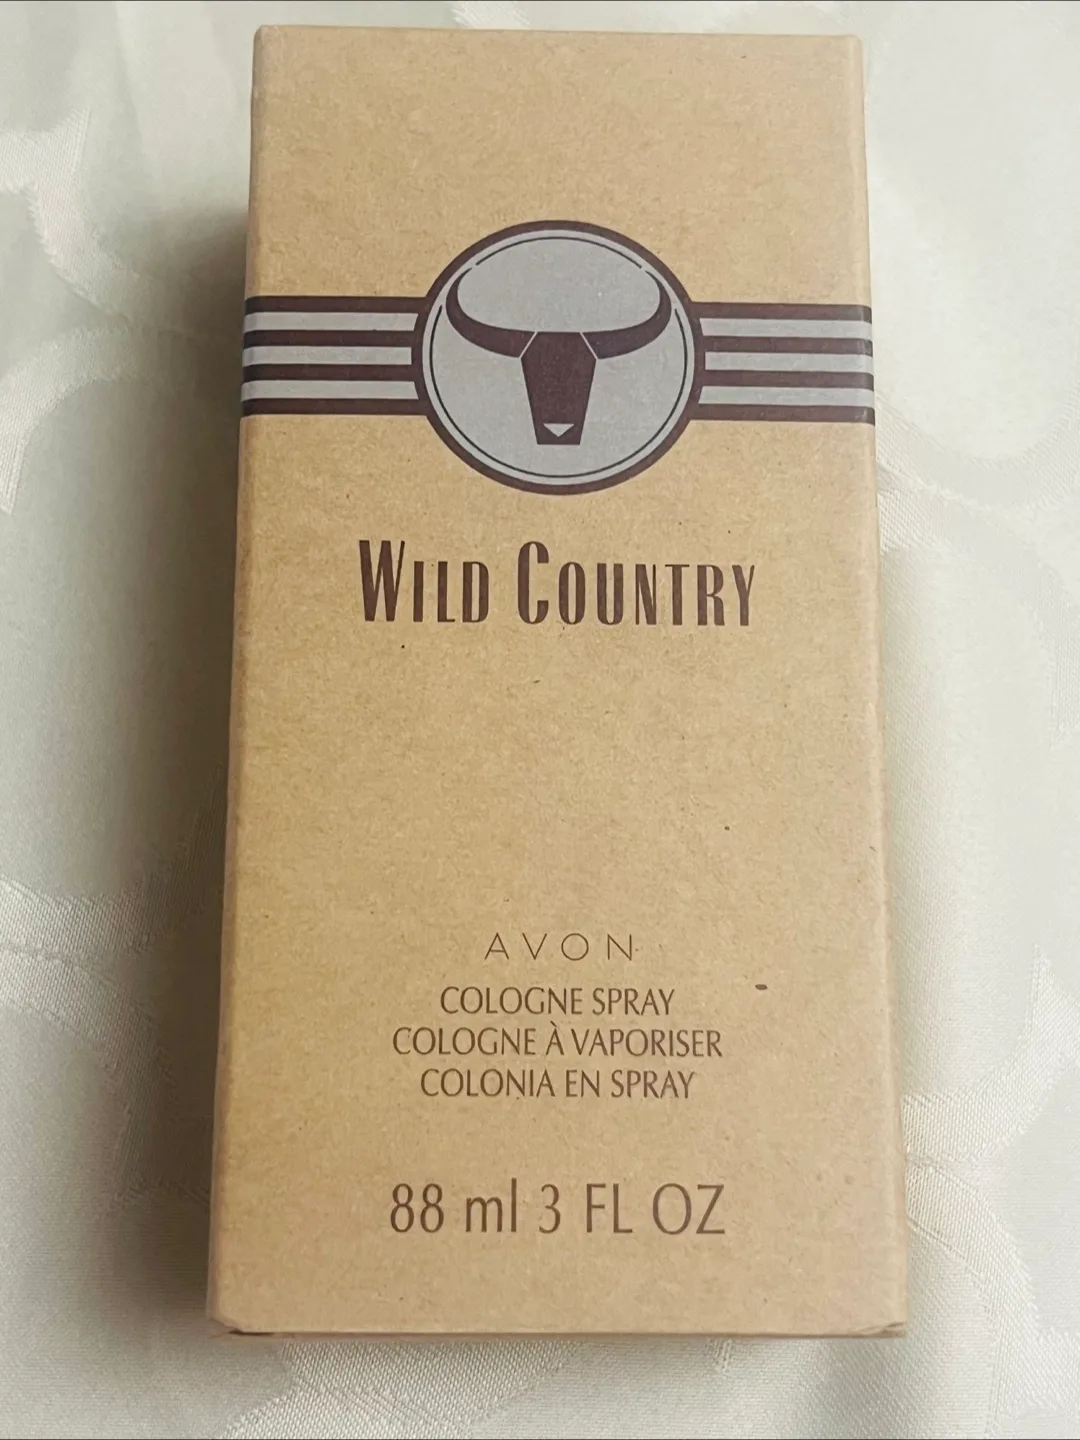 WILD COUNTRY
AVON
COLOGNE SPRAY
COLOGNE À VAPORISER
COLONIA EN SPRAY
88 ml 3 FL OZ